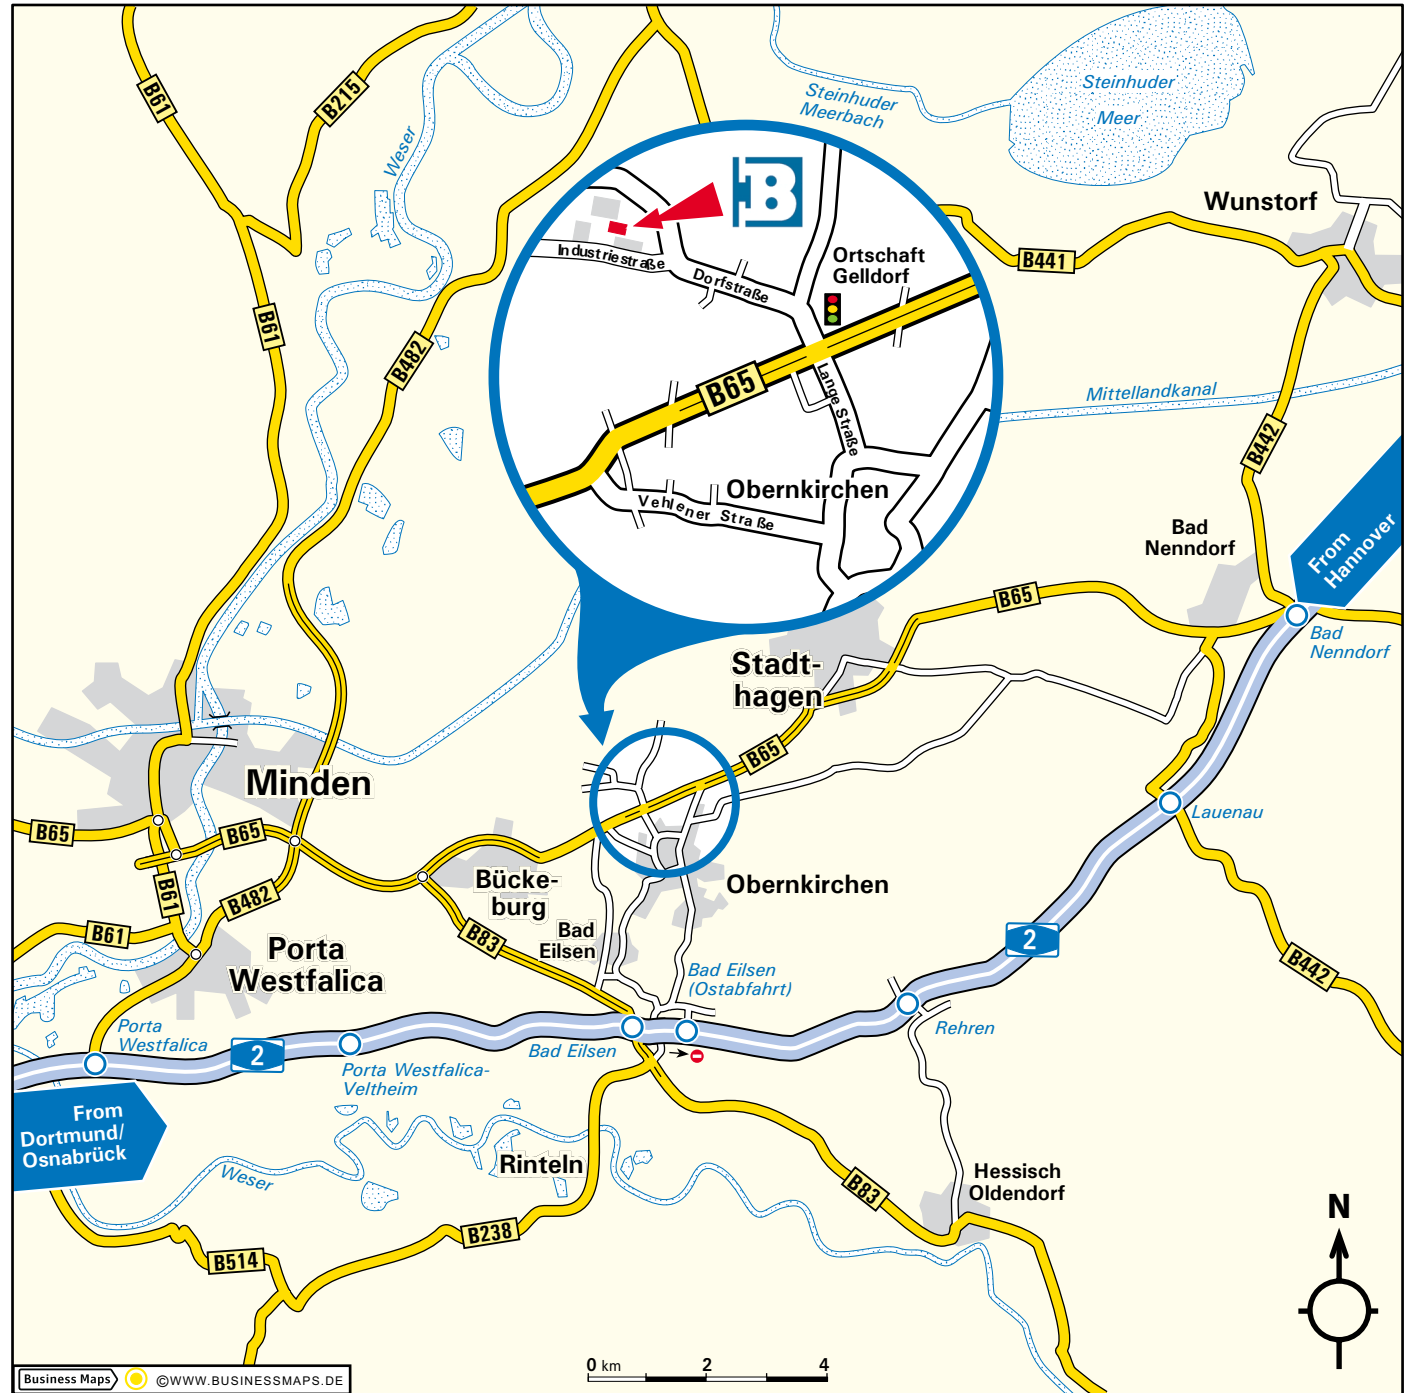 B61
B215
Weser
Steinhuder
Meerbach
Steinhuder
Meer
Wunstorf
B
B441
Ortschaft
Gelldorf
Industriestraße
Dorfstraße
B61
B482
B65
Lange Straße
Mittellandkanal
B442
Obernkirchen
Vehlener Straße
Bad
Nenndorf
From
Hannover
B65
Bad
Nenndorf
Stadt-
hagen
B65
Minden
Lauenau
B65
B65
B61
B482
Bücke-
burg
Obernkirchen
B61
B83
Bad
Eilsen
2
Porta
Westfalica
Bad Eilsen
(Ostabfahrt)
B442
Porta
Westfalica
2
Rehren
Bad Eilsen
Porta Westfalica-
Veltheim
From
Dortmund/
Osnabrück
Weser
Rinteln
B83
Hessisch
Oldendorf
B238
B514
N
0 km 2 4
Business Maps ©WWW.BUSINESSMAPS.DE